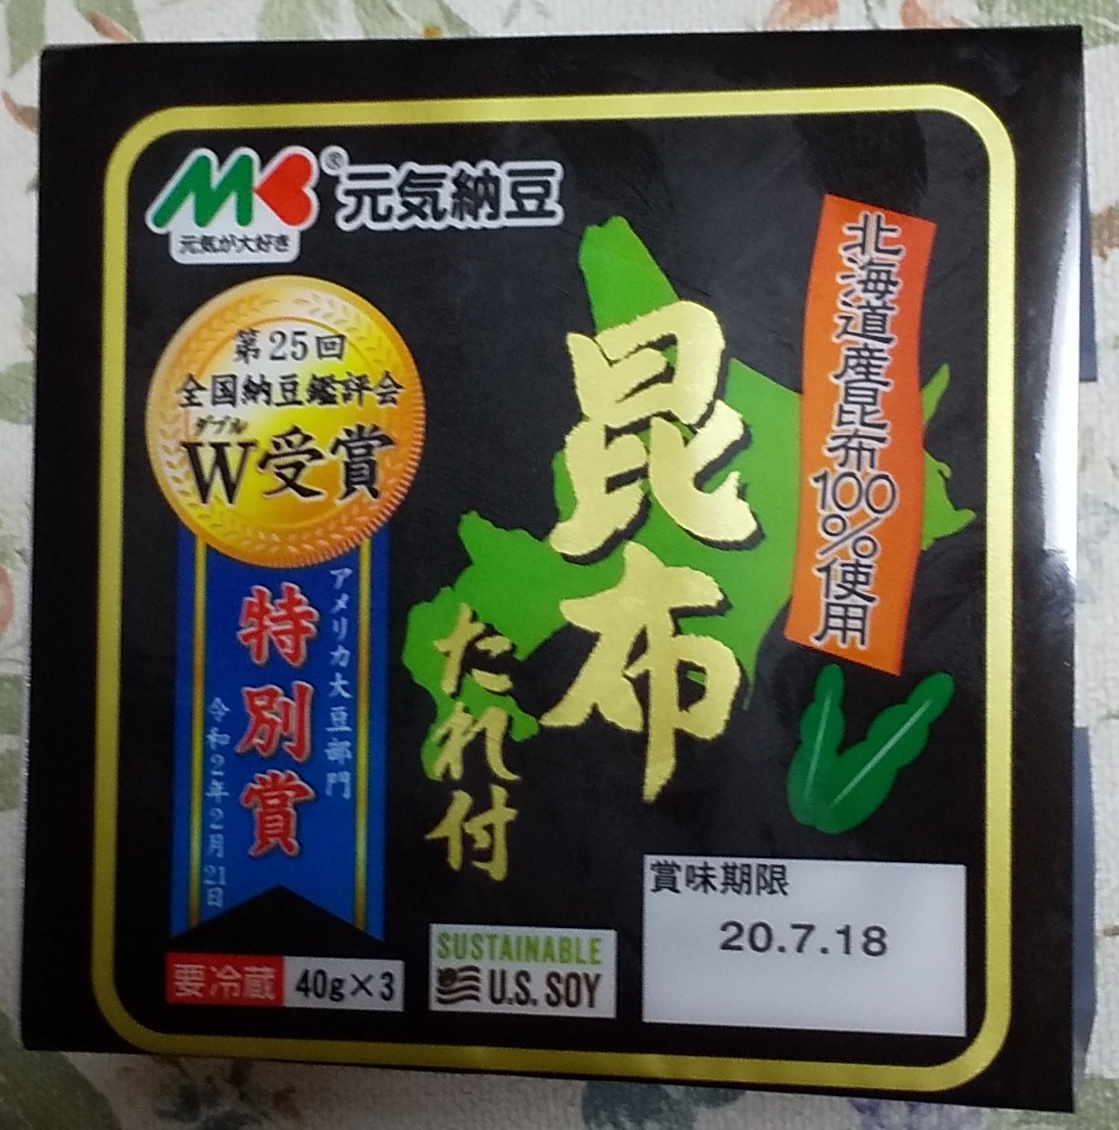 MK®
元気納豆
元気が大好き
第25回
全国納豆鑑評会
ダブル
W受賞
アメリカ大豆部門
特別賞
令和2年2月21日
北海道産昆布100%使用
昆布
たれ付
要冷蔵 40g×3
SUSTAINABLE
U.S. SOY
賞味期限
20.7.18